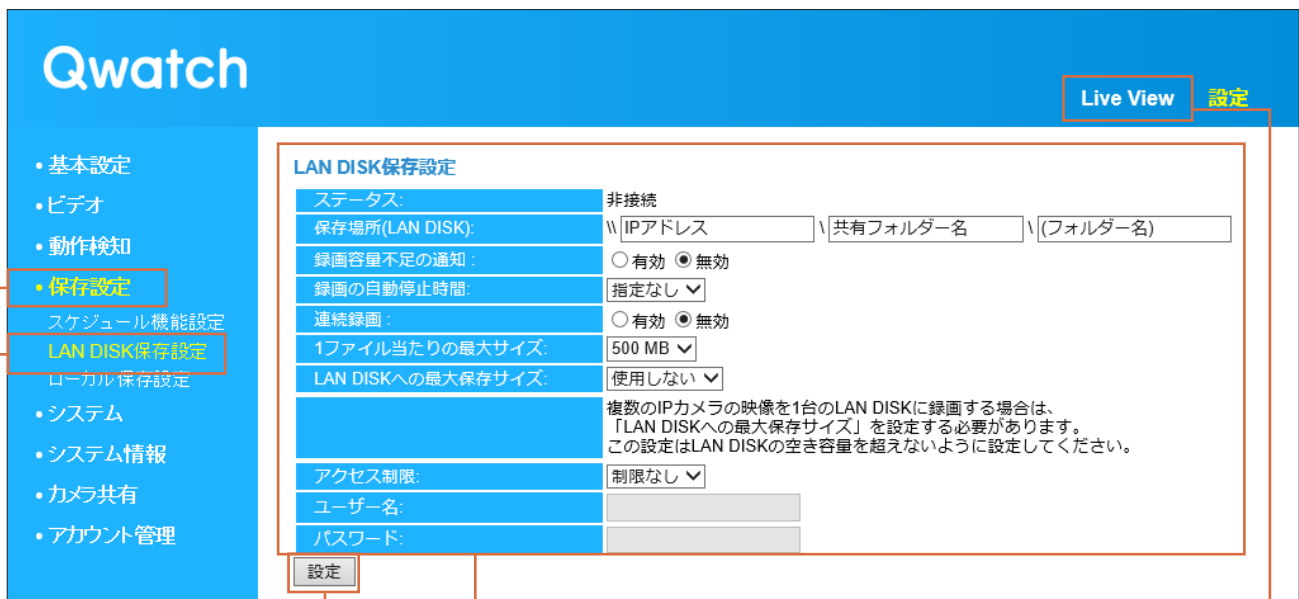 Qwatch
Live View 設定
• 基本設定
• ビデオ
• 動作検知
• 保存設定
スケジュール機能設定
LAN DISK保存設定
ローカル保存設定
• システム
• システム情報
• カメラ共有
• アカウント管理
LAN DISK保存設定
ステータス: 非接続
保存場所(LAN DISK): \\ IPアドレス \ 共有フォルダー名 \ (フォルダー名)
録画容量不足の通知 : 有効 無効
録画の自動停止時間: 指定なし
連続録画 : 有効 無効
1ファイル当たりの最大サイズ: 500 MB
LAN DISKへの最大保存サイズ: 使用しない
複数のIPカメラの映像を1台のLAN DISKに録画する場合は、
「LAN DISKへの最大保存サイズ」を設定する必要があります。
この設定はLAN DISKの空き容量を超えないように設定してください。
アクセス制限: 制限なし
ユーザー名:
パスワード:
設定